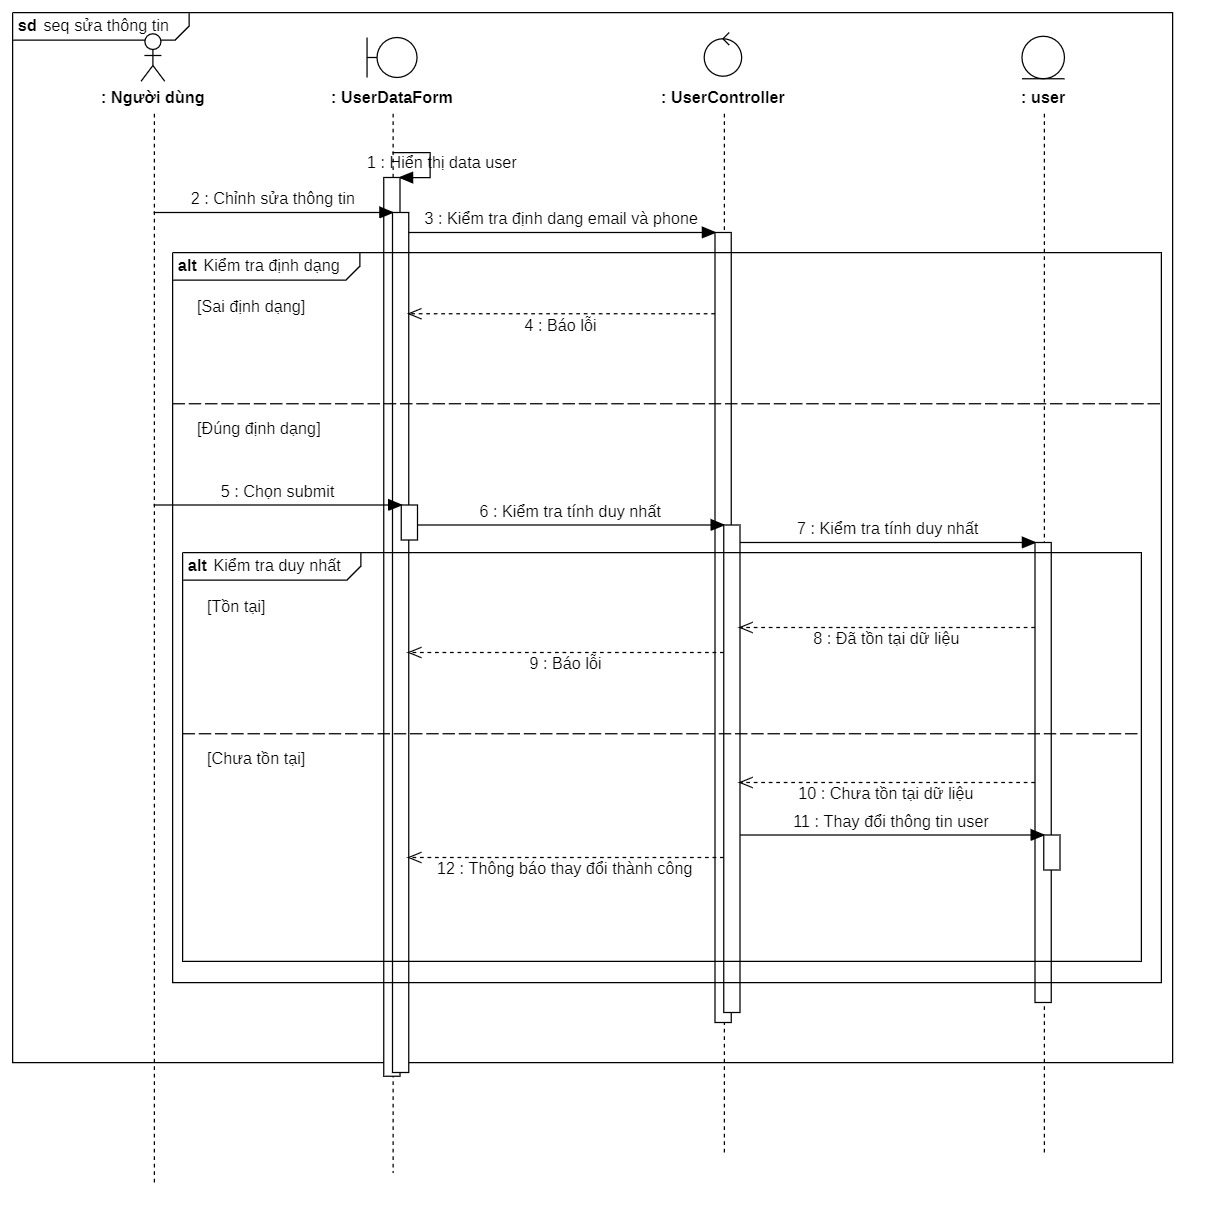 sd seq sửa thông tin
: Người dùng
: UserDataForm
: UserController
: user
1 : Hiển thị data user
2 : Chỉnh sửa thông tin
3 : Kiểm tra định dang email và phone
alt Kiểm tra định dạng
[Sai định dạng]
4 : Báo lỗi
[Đúng định dạng]
5 : Chọn submit
6 : Kiểm tra tính duy nhất
7 : Kiểm tra tính duy nhất
alt Kiểm tra duy nhất
[Tồn tại]
8 : Đã tồn tại dữ liệu
9 : Báo lỗi
[Chưa tồn tại]
10 : Chưa tồn tại dữ liệu
11 : Thay đổi thông tin user
12 : Thông báo thay đổi thành công